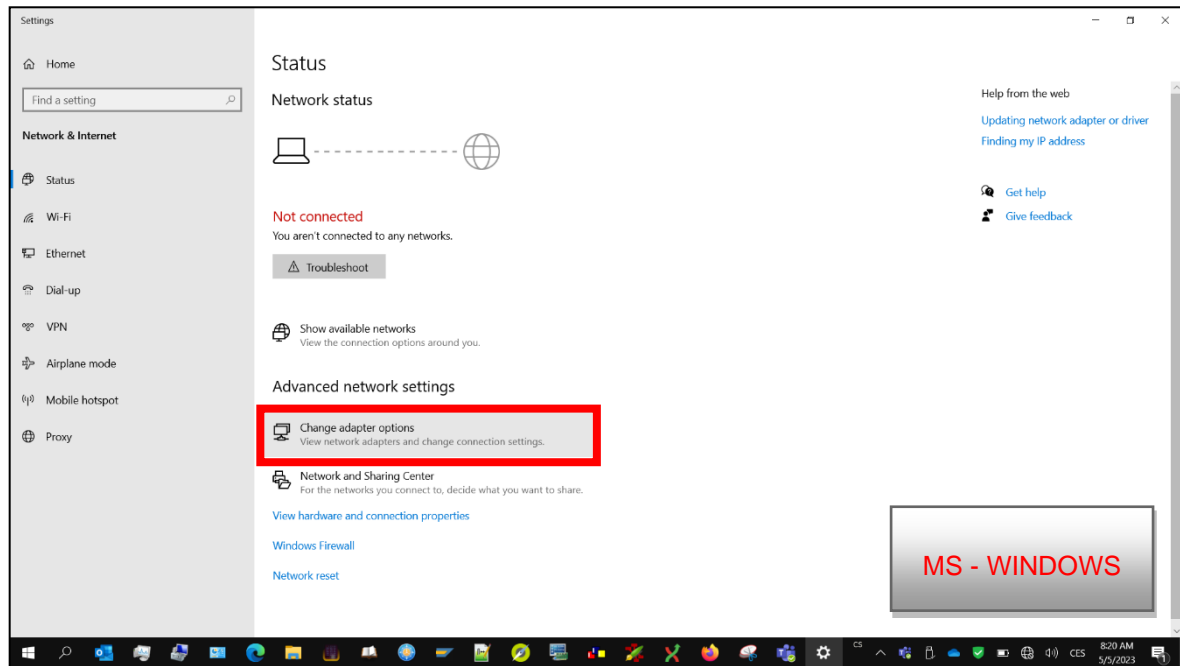 Settings
Home
Find a setting
Network & Internet
Status
Wi-Fi
Ethernet
Dial-up
VPN
Airplane mode
Mobile hotspot
Proxy
Status
Network status
Not connected
You aren't connected to any networks.
Troubleshoot
Show available networks
View the connection options around you.
Advanced network settings
Change adapter options
View network adapters and change connection settings.
Network and Sharing Center
For the networks you connect to, decide what you want to share.
View hardware and connection properties
Windows Firewall
Network reset
Help from the web
Updating network adapter or driver
Finding my IP address
Get help
Give feedback
MS - WINDOWS
CS
CES
8:20 AM
5/5/2023